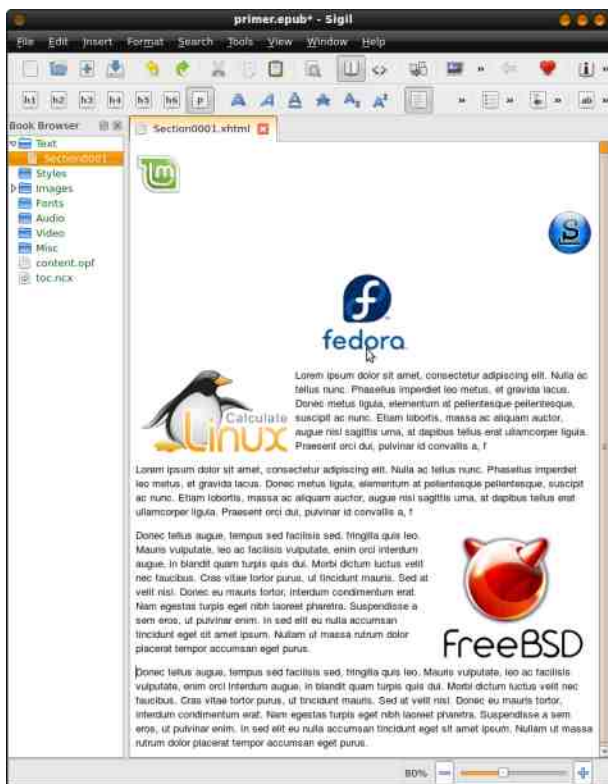 primer.epub* - Sigil
File Edit Insert Format Search Tools View Window Help
h1 h2 h3 h4 h5 h6 p A A A A A₂ A² ab
Book Browser
Section0001.xhtml
Text
Section0001
Styles
Images
Fonts
Audio
Video
Misc
content.opf
toc.ncx
fedora
Calculate
Linux
Lorem ipsum dolor sit amet, consectetur adipiscing elit. Nulla ac
tellus nunc. Phasellus imperdiet leo metus, et gravida lacus.
Donec metus ligula, elementum at pellentesque pellentesque,
suscipit ac nunc. Etiam lobortis, massa ac aliquam auctor,
augue nisl sagittis urna, at dapibus tellus erat ullamcorper ligula.
Praesent orci dui, pulvinar id convallis a, f
Lorem ipsum dolor sit amet, consectetur adipiscing elit. Nulla ac tellus nunc. Phasellus imperdiet
leo metus, et gravida lacus. Donec metus ligula, elementum at pellentesque pellentesque, suscipit
ac nunc. Etiam lobortis, massa ac aliquam auctor, augue nisl sagittis urna, at dapibus tellus erat
ullamcorper ligula. Praesent orci dui, pulvinar id convallis a, f
Donec tellus augue, tempus sed facilisis sed, fringilla quis leo.
Mauris vulputate, leo ac facilisis vulputate, enim orci interdum
augue, in blandit quam turpis quis dui. Morbi dictum luctus velit
nec faucibus. Cras vitae tortor purus, ut tincidunt mauris. Sed at
velit nisl. Donec eu mauris tortor, interdum condimentum erat.
Nam egestas turpis eget nibh laoreet pharetra. Suspendisse a
sem eros, ut pulvinar enim. In sed elit eu nulla accumsan
tincidunt eget sit amet ipsum. Nullam ut massa rutrum dolor
placerat tempor accumsan eget purus.
FreeBSD
Donec tellus augue, tempus sed facilisis sed, fringilla quis leo. Mauris vulputate, leo ac facilisis
vulputate, enim orci interdum augue, in blandit quam turpis quis dui. Morbi dictum luctus velit nec
faucibus. Cras vitae tortor purus, ut tincidunt mauris. Sed at velit nisl. Donec eu mauris tortor,
interdum condimentum erat. Nam egestas turpis eget nibh laoreet pharetra. Suspendisse a sem
eros, ut pulvinar enim. In sed elit eu nulla accumsan tincidunt eget sit amet ipsum. Nullam ut massa
rutrum dolor placerat tempor accumsan eget purus.
80%